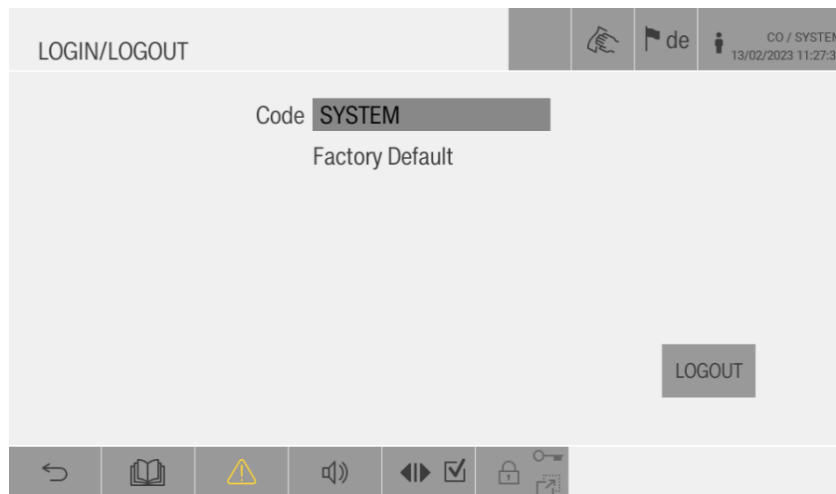 LOGIN/LOGOUT
de
CO / SYSTEM
13/02/2023 11:27:3
Code SYSTEM
Factory Default
LOGOUT